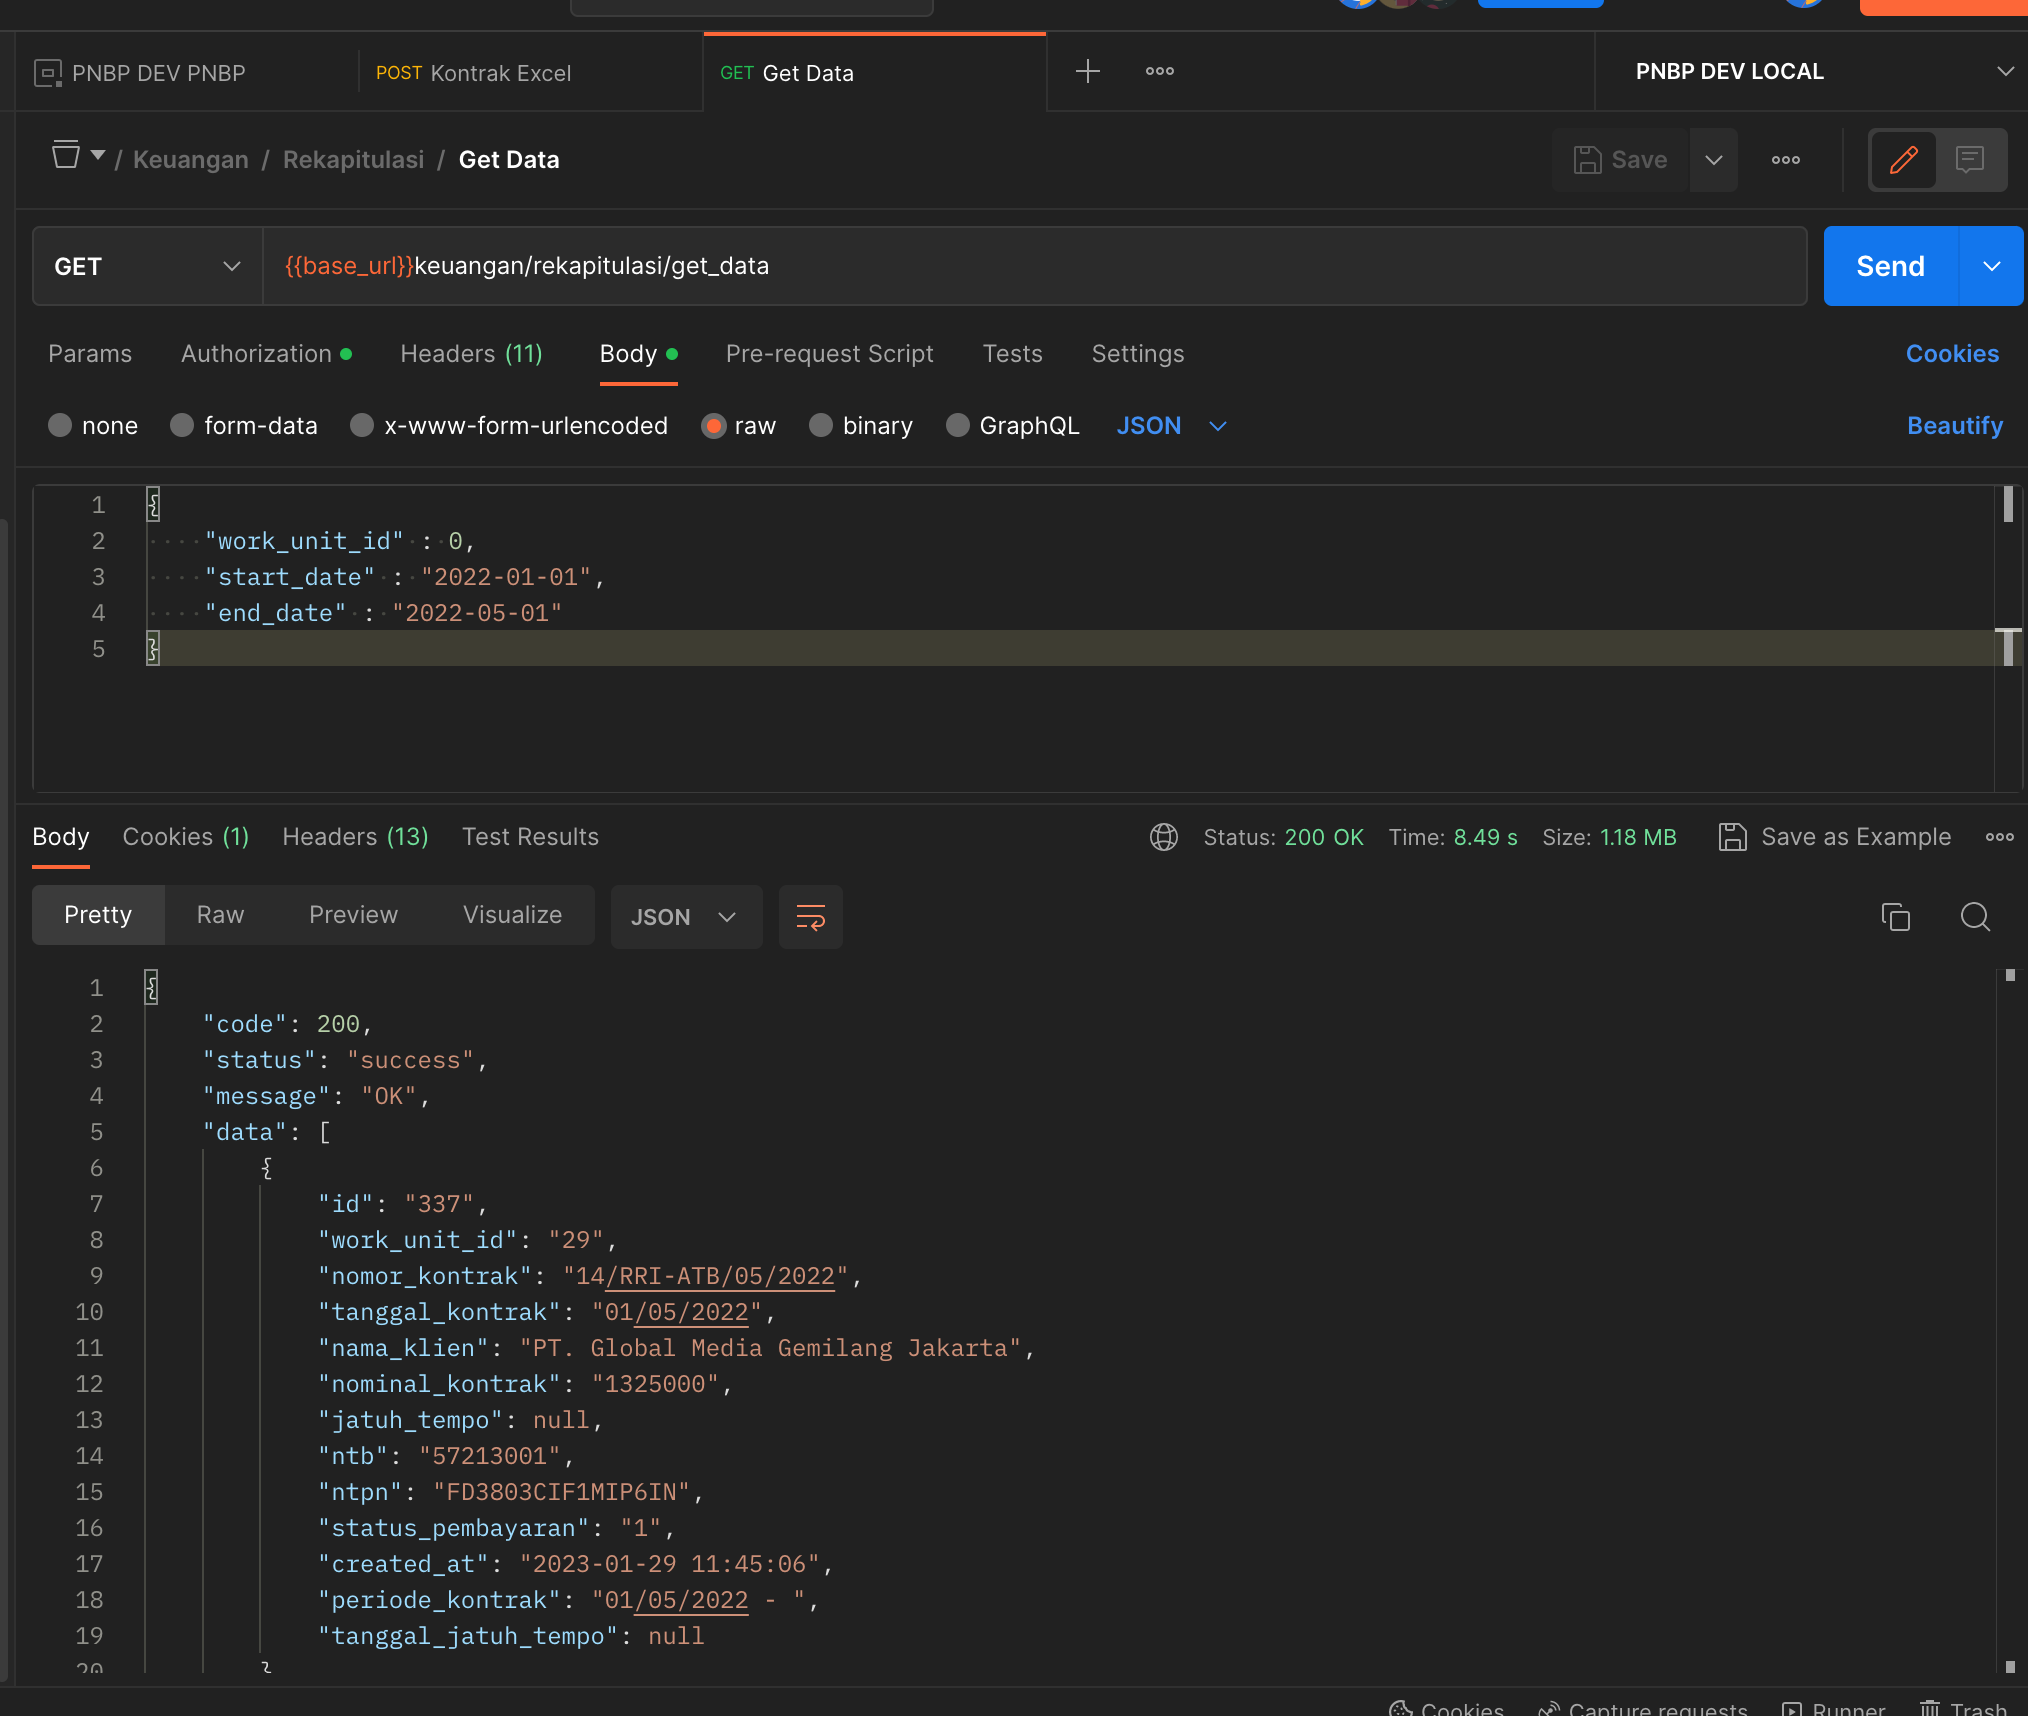 PNBP DEV PNBP
POST Kontrak Excel
GET Get Data
PNBP DEV LOCAL
/ Keuangan / Rekapitulasi / Get Data
Save
GET
{{base_url}}keuangan/rekapitulasi/get_data
Send
Params Authorization Headers (11) Body Pre-request Script Tests Settings Cookies
none form-data x-www-form-urlencoded raw binary GraphQL JSON Beautify
1 {
2 "work_unit_id" : 0,
3 "start_date" : "2022-01-01",
4 "end_date" : "2022-05-01"
5 }
Body Cookies (1) Headers (13) Test Results Status: 200 OK Time: 8.49 s Size: 1.18 MB Save as Example
Pretty Raw Preview Visualize JSON
1 {
2 "code": 200,
3 "status": "success",
4 "message": "OK",
5 "data": [
6 {
7 "id": "337",
8 "work_unit_id": "29",
9 "nomor_kontrak": "14/RRI-ATB/05/2022",
10 "tanggal_kontrak": "01/05/2022",
11 "nama_klien": "PT. Global Media Gemilang Jakarta",
12 "nominal_kontrak": "1325000",
13 "jatuh_tempo": null,
14 "ntb": "57213001",
15 "ntpn": "FD3803CIF1MIP6IN",
16 "status_pembayaran": "1",
17 "created_at": "2023-01-29 11:45:06",
18 "periode_kontrak": "01/05/2022 - ",
19 "tanggal_jatuh_tempo": null
20 }
Cookies Capture requests Runner Trash